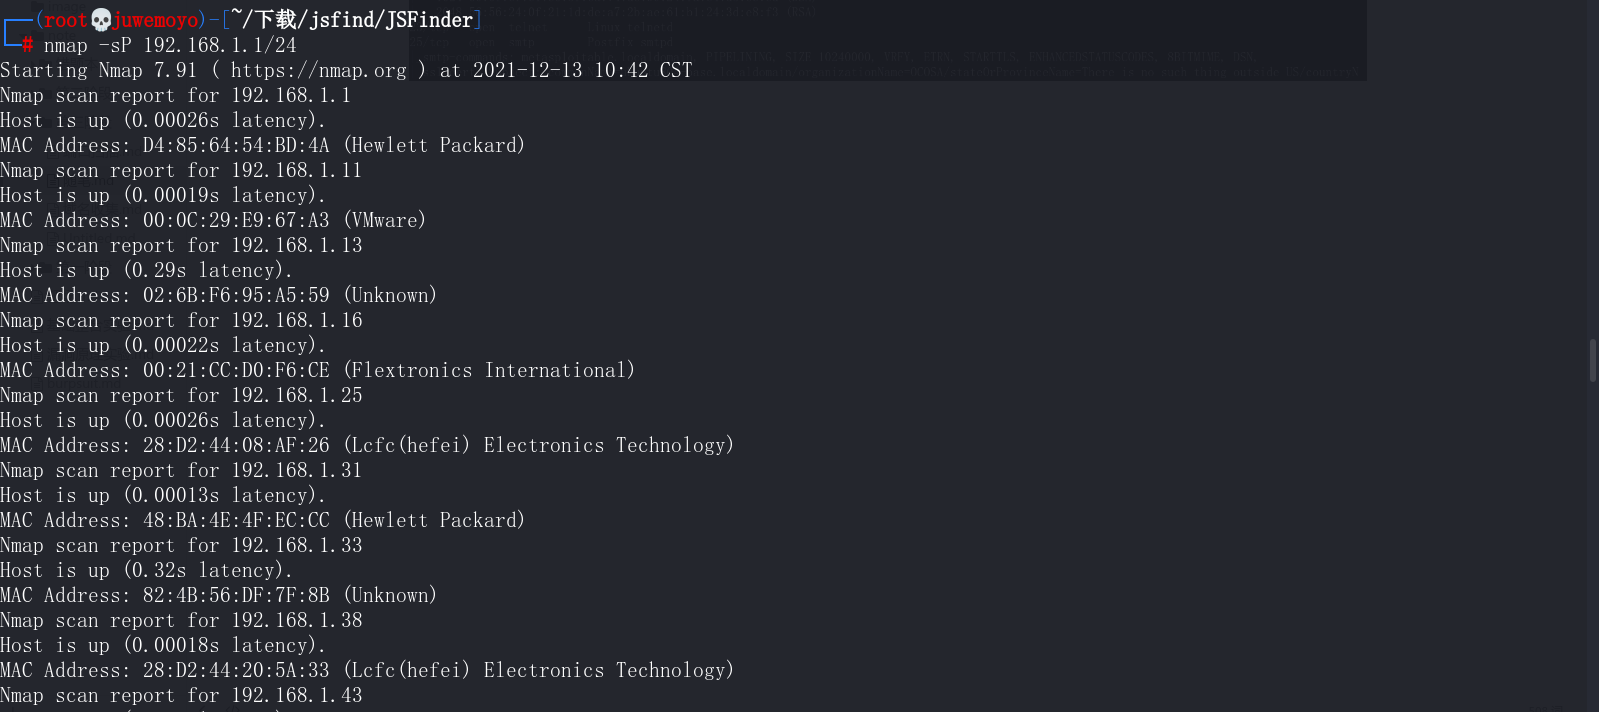 (root💀juwemoyo)-[~/下载/jsfind/JSFinder]
# nmap -sP 192.168.1.1/24
Starting Nmap 7.91 ( https://nmap.org ) at 2021-12-13 10:42 CST
Nmap scan report for 192.168.1.1
Host is up (0.00026s latency).
MAC Address: D4:85:64:54:BD:4A (Hewlett Packard)
Nmap scan report for 192.168.1.11
Host is up (0.00019s latency).
MAC Address: 00:0C:29:E9:67:A3 (VMware)
Nmap scan report for 192.168.1.13
Host is up (0.29s latency).
MAC Address: 02:6B:F6:95:A5:59 (Unknown)
Nmap scan report for 192.168.1.16
Host is up (0.00022s latency).
MAC Address: 00:21:CC:D0:F6:CE (Flextronics International)
Nmap scan report for 192.168.1.25
Host is up (0.00026s latency).
MAC Address: 28:D2:44:08:AF:26 (Lcfc(hefei) Electronics Technology)
Nmap scan report for 192.168.1.31
Host is up (0.00013s latency).
MAC Address: 48:BA:4E:4F:EC:CC (Hewlett Packard)
Nmap scan report for 192.168.1.33
Host is up (0.32s latency).
MAC Address: 82:4B:56:DF:7F:8B (Unknown)
Nmap scan report for 192.168.1.38
Host is up (0.00018s latency).
MAC Address: 28:D2:44:20:5A:33 (Lcfc(hefei) Electronics Technology)
Nmap scan report for 192.168.1.43